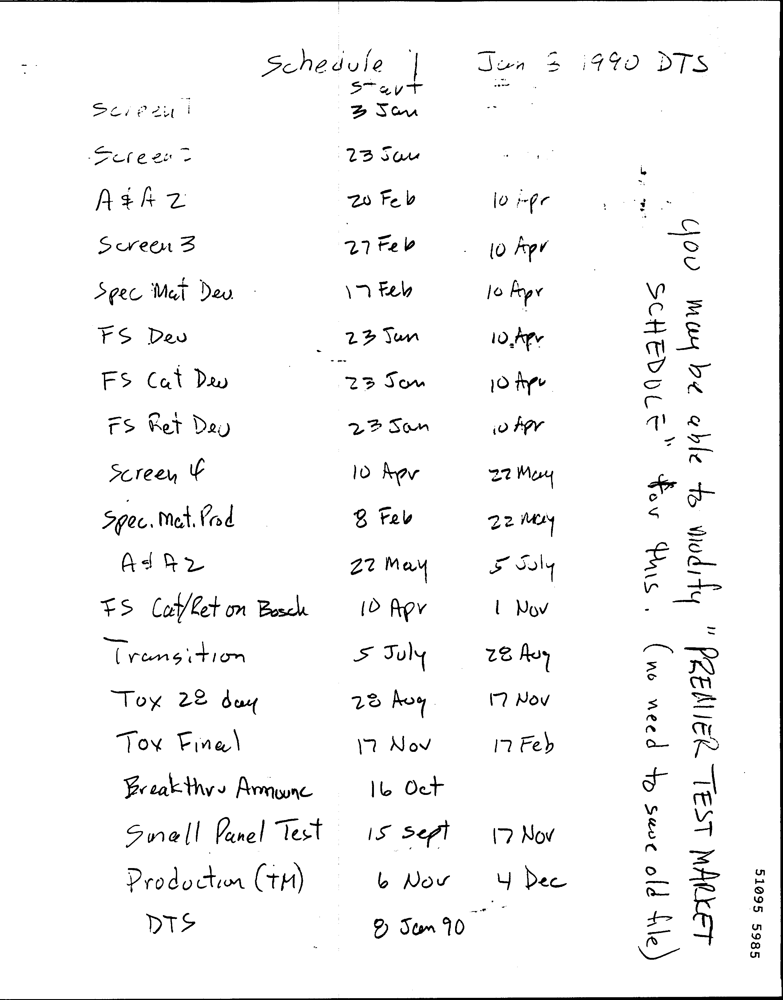 Schedule 1 Jan 1990 DTS
Start
Screen 1 3 Jan
Screen 2 23 Jan
A & A 2 20 Feb 10 Apr
Screen 3 27 Feb 10 Apr
Spec Mat Dev. 17 Feb 10 Apr
FS Dev 23 Jan 10 Apr
FS Cat Dev 23 Jan 10 Apr
FS Ret Dev 23 Jan 10 Apr
Screen 4 10 Apr 22 May
Spec. Mat. Prod 8 Feb 22 May
A & A 2 22 May 5 July
FS Cat/Ret on Bosch 10 Apr 1 Nov
Transition 5 July 28 Aug
Tox 28 day 28 Aug 17 Nov
Tox Final 17 Nov 17 Feb
Breakthru Announc 16 Oct
Small Panel Test 15 Sept 17 Nov
Production (TM) 6 Nov 4 Dec
DTS 8 Jan 90
you may be able to modify "PREMIER TEST MARKET
SCHEDULE" for this. (no need to save old file)
51095 5985